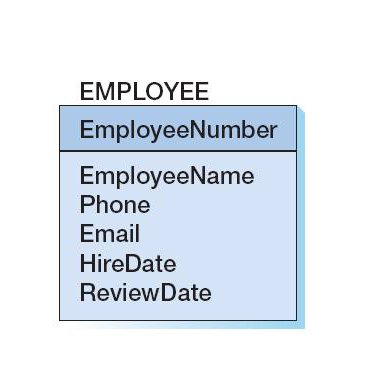 EMPLOYEE
EmployeeNumber
EmployeeName
Phone
Email
HireDate
ReviewDate